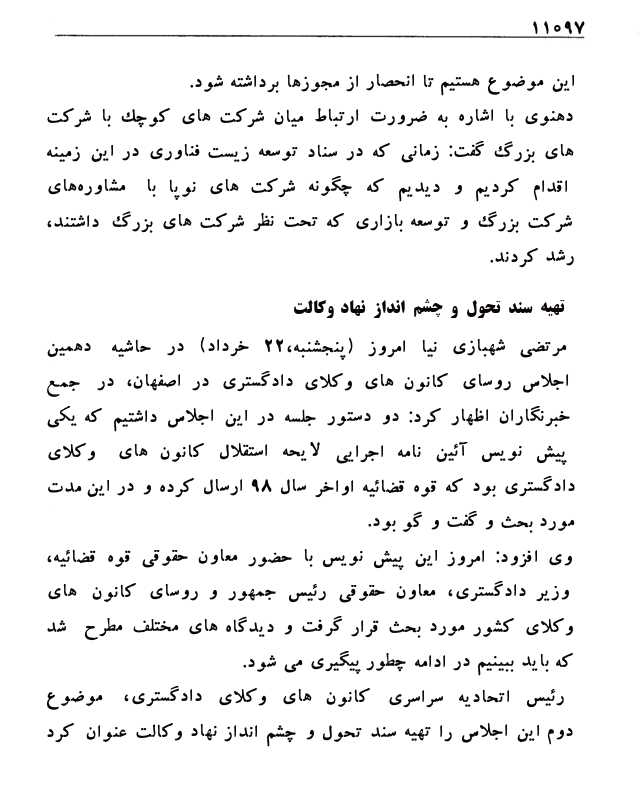 ۱۱۰۹۷
این موضوع هستیم تا انحصار از مجوزها برداشته شود.
دهنوی با اشاره به ضرورت ارتباط میان شرکت های کوچک با شرکت
های بزرگ گفت: زمانی که در سناد توسعه زیست فناوری در این زمینه
اقدام کردیم و دیدیم که چگونه شرکت های نوپا با مشاوره‌های
شرکت بزرگ و توسعه بازاری که تحت نظر شرکت های بزرگ داشتند،
رشد کردند.
تهیه سند تحول و چشم انداز نهاد وکالت
مرتضی شهبازی نیا امروز (پنجشنبه،۲۲ خرداد) در حاشیه دهمین
اجلاس روسای کانون های وکلای دادگستری در اصفهان، در جمع
خبرنگاران اظهار کرد: دو دستور جلسه در این اجلاس داشتیم که یکی
پیش نویس آئین نامه اجرایی لایحه استقلال کانون های وکلای
دادگستری بود که قوه قضائیه اواخر سال ۹۸ ارسال کرده و در این مدت
مورد بحث و گفت و گو بود.
وی افزود: امروز این پیش نویس با حضور معاون حقوقی قوه قضائیه،
وزیر دادگستری، معاون حقوقی رئیس جمهور و روسای کانون های
وکلای کشور مورد بحث قرار گرفت و دیدگاه های مختلف مطرح شد
که باید ببینیم در ادامه چطور پیگیری می شود.
رئیس اتحادیه سراسری کانون های وکلای دادگستری، موضوع
دوم این اجلاس را تهیه سند تحول و چشم انداز نهاد وکالت عنوان کرد